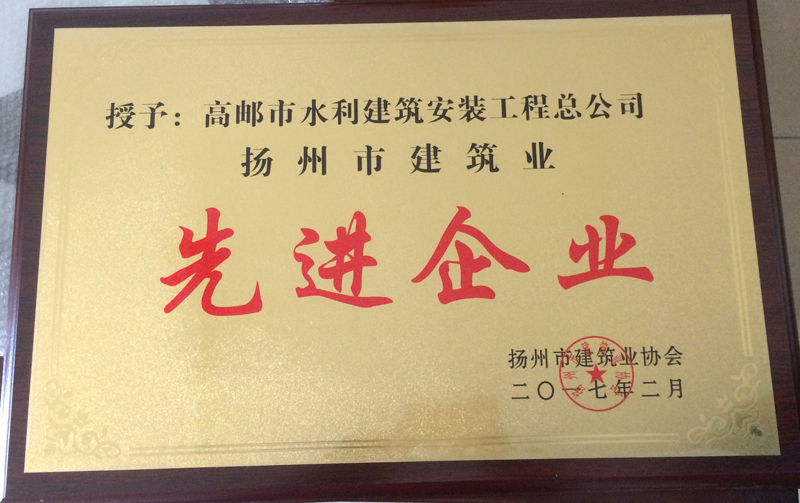 授予：高邮市水利建筑安装工程总公司
扬州市建筑业
先进企业
扬州市建筑业协会
二〇一七年二月